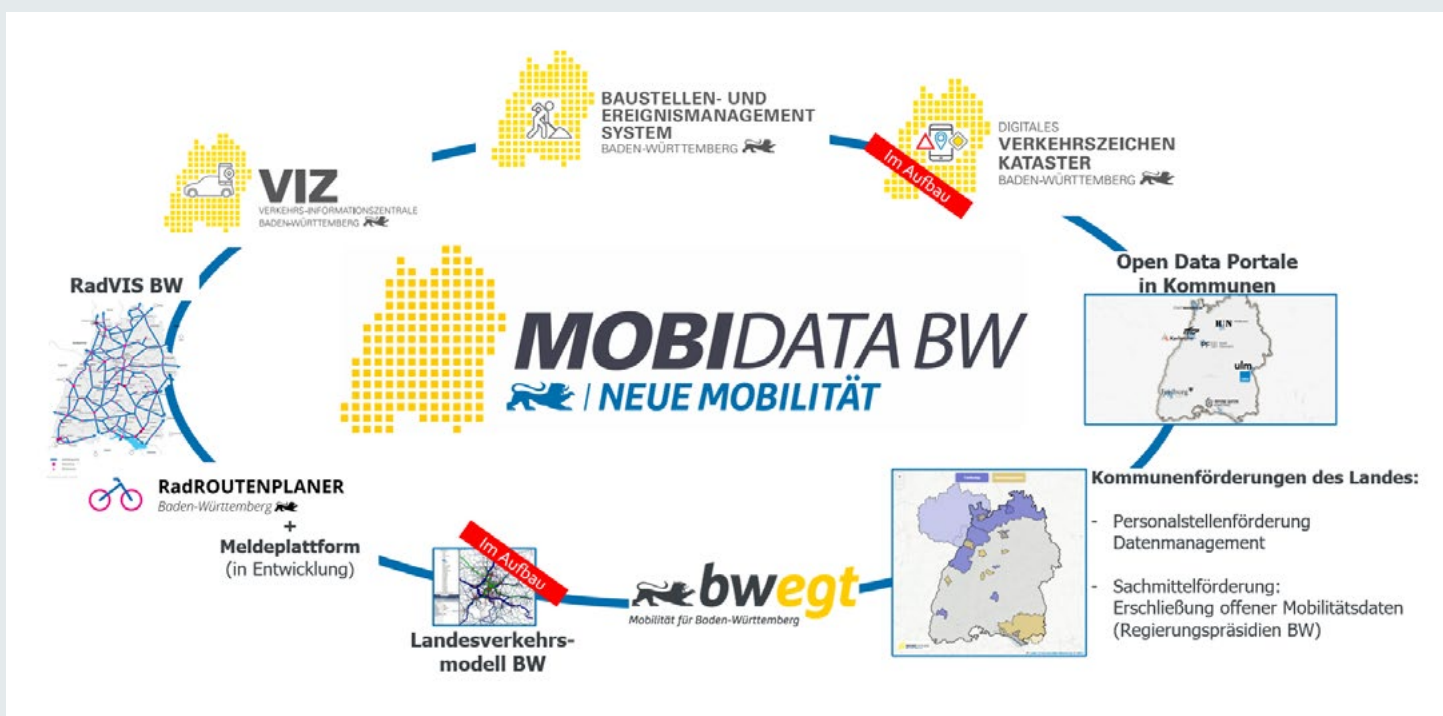 BAUSTELLEN- UND
EREIGNISMANAGEMENT
SYSTEM
BADEN-WÜRTTEMBERG
Im Aufbau
DIGITALES
VERKEHRSZEICHEN
KATASTER
BADEN-WÜRTTEMBERG
VIZ
VERKEHRS-INFORMATIONSZENTRALE
BADEN-WÜRTTEMBERG
RadVIS BW
Open Data Portale
in Kommunen
ulm
MOBIDATA BW
NEUE MOBILITÄT
RadROUTENPLANER
Baden-Württemberg
+
Meldeplattform
(in Entwicklung)
Im Aufbau
Landesverkehrs-
modell BW
bwegt
Mobilität für Baden-Württemberg
Kommunenförderungen des Landes:
- Personalstellenförderung
Datenmanagement
- Sachmittelförderung:
Erschließung offener Mobilitätsdaten
(Regierungspräsidien BW)